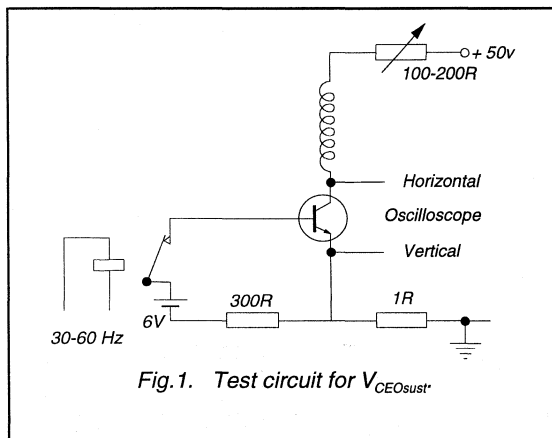 + 50v
100-200R
Horizontal
Oscilloscope
Vertical
300R
1R
6V
30-60 Hz
Fig.1. Test circuit for VCEOsust.